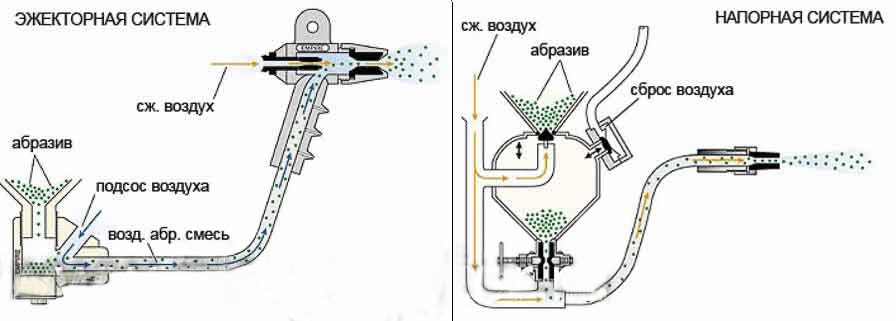 ЭЖЕКТОРНАЯ СИСТЕМА
сж. воздух
абразив
подсос воздуха
возд. абр. смесь
НАПОРНАЯ СИСТЕМА
сж. воздух
абразив
сброс воздуха